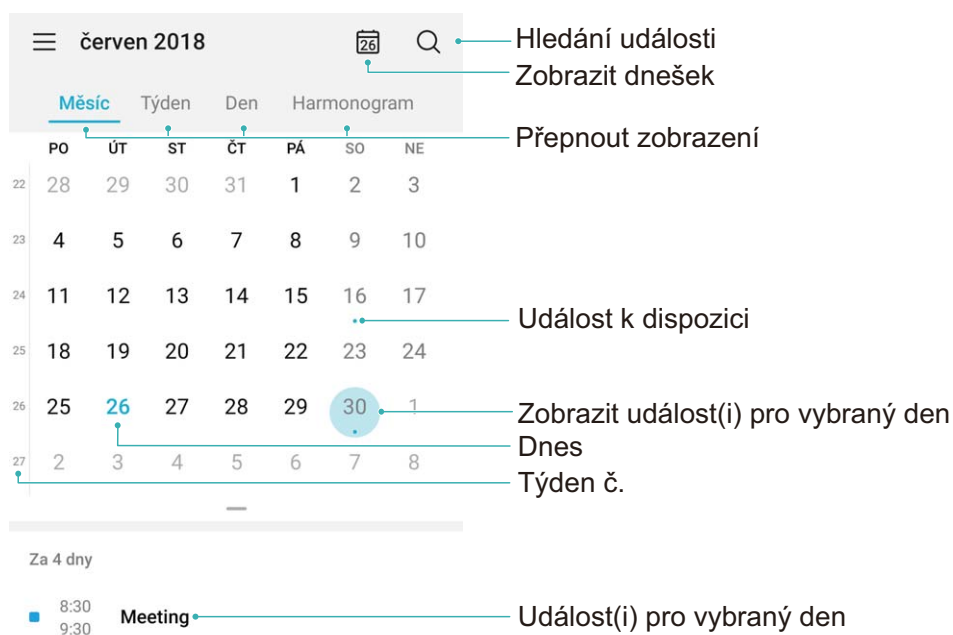 červen 2018 26 Hledání události
Zobrazit dnešek
Měsíc Týden Den Harmonogram
Přepnout zobrazení
PO ÚT ST ČT PÁ SO NE
22 28 29 30 31 1 2 3
23 4 5 6 7 8 9 10
24 11 12 13 14 15 16 17
Událost k dispozici
25 18 19 20 21 22 23 24
26 25 26 27 28 29 30 1
Zobrazit událost(i) pro vybraný den
Dnes
27 2 3 4 5 6 7 8
Týden č.
Za 4 dny
8:30
Meeting Událost(i) pro vybraný den
9:30